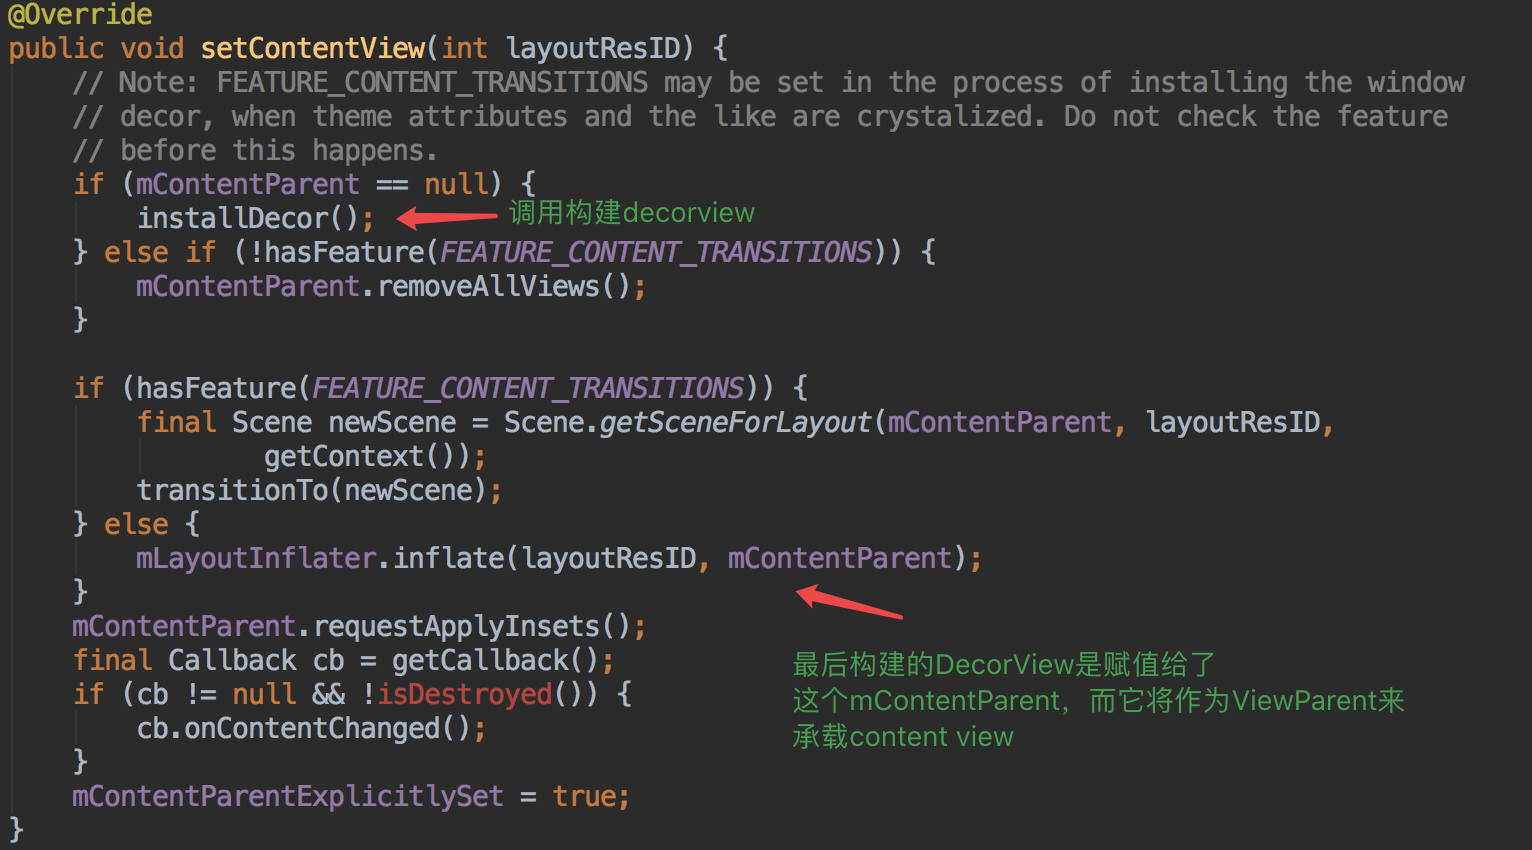 @Override
public void setContentView(int layoutResID) {
// Note: FEATURE_CONTENT_TRANSITIONS may be set in the process of installing the window
// decor, when theme attributes and the like are crystalized. Do not check the feature
// before this happens.
if (mContentParent == null) {
installDecor(); 调用构建decorview
} else if (!hasFeature(FEATURE_CONTENT_TRANSITIONS)) {
mContentParent.removeAllViews();
}
if (hasFeature(FEATURE_CONTENT_TRANSITIONS)) {
final Scene newScene = Scene.getSceneForLayout(mContentParent, layoutResID,
getContext());
transitionTo(newScene);
} else {
mLayoutInflater.inflate(layoutResID, mContentParent);
}
mContentParent.requestApplyInsets();
final Callback cb = getCallback();
if (cb != null && !isDestroyed()) {
cb.onContentChanged();
}
mContentParentExplicitlySet = true;
}
最后构建的DecorView是赋值给了
这个mContentParent，而它将作为ViewParent来
承载content view